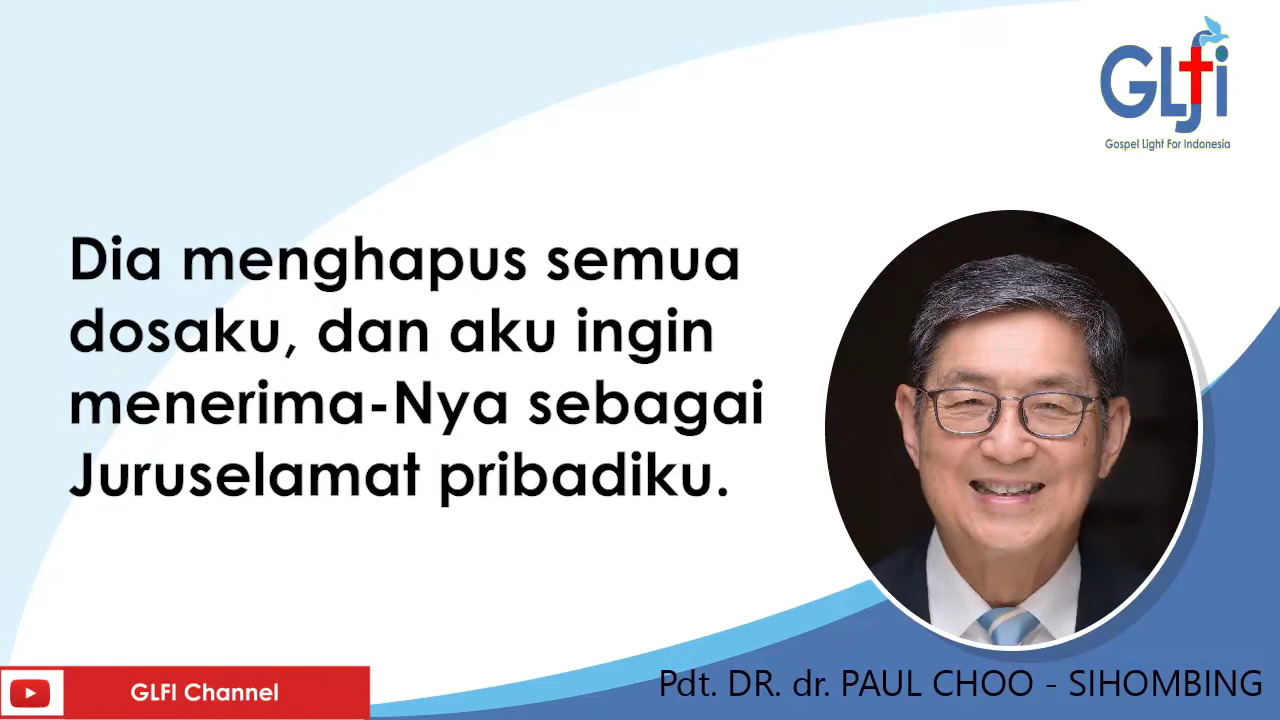 GLfi
Gospel Light For Indonesia
Dia menghapus semua
dosaku, dan aku ingin
menerima-Nya sebagai
Juruselamat pribadiku.
GLFI Channel
Pdt. DR. dr. PAUL CHOO - SIHOMBING